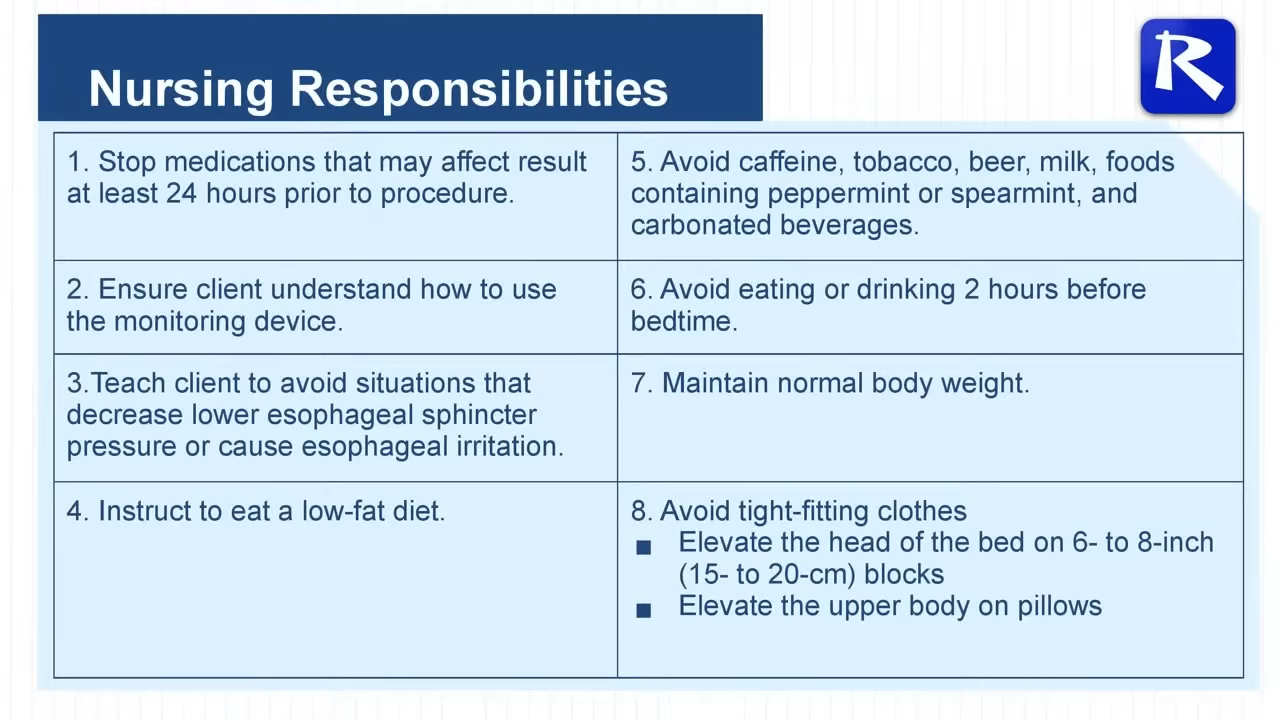 Nursing Responsibilities
R
1. Stop medications that may affect result
at least 24 hours prior to procedure.
2. Ensure client understand how to use
the monitoring device.
3.Teach client to avoid situations that
decrease lower esophageal sphincter
pressure or cause esophageal irritation.
4. Instruct to eat a low-fat diet.
5. Avoid caffeine, tobacco, beer, milk, foods
containing peppermint or spearmint, and
carbonated beverages.
6. Avoid eating or drinking 2 hours before
bedtime.
7. Maintain normal body weight.
8. Avoid tight-fitting clothes
■ Elevate the head of the bed on 6- to 8-inch
(15- to 20-cm) blocks
■ Elevate the upper body on pillows